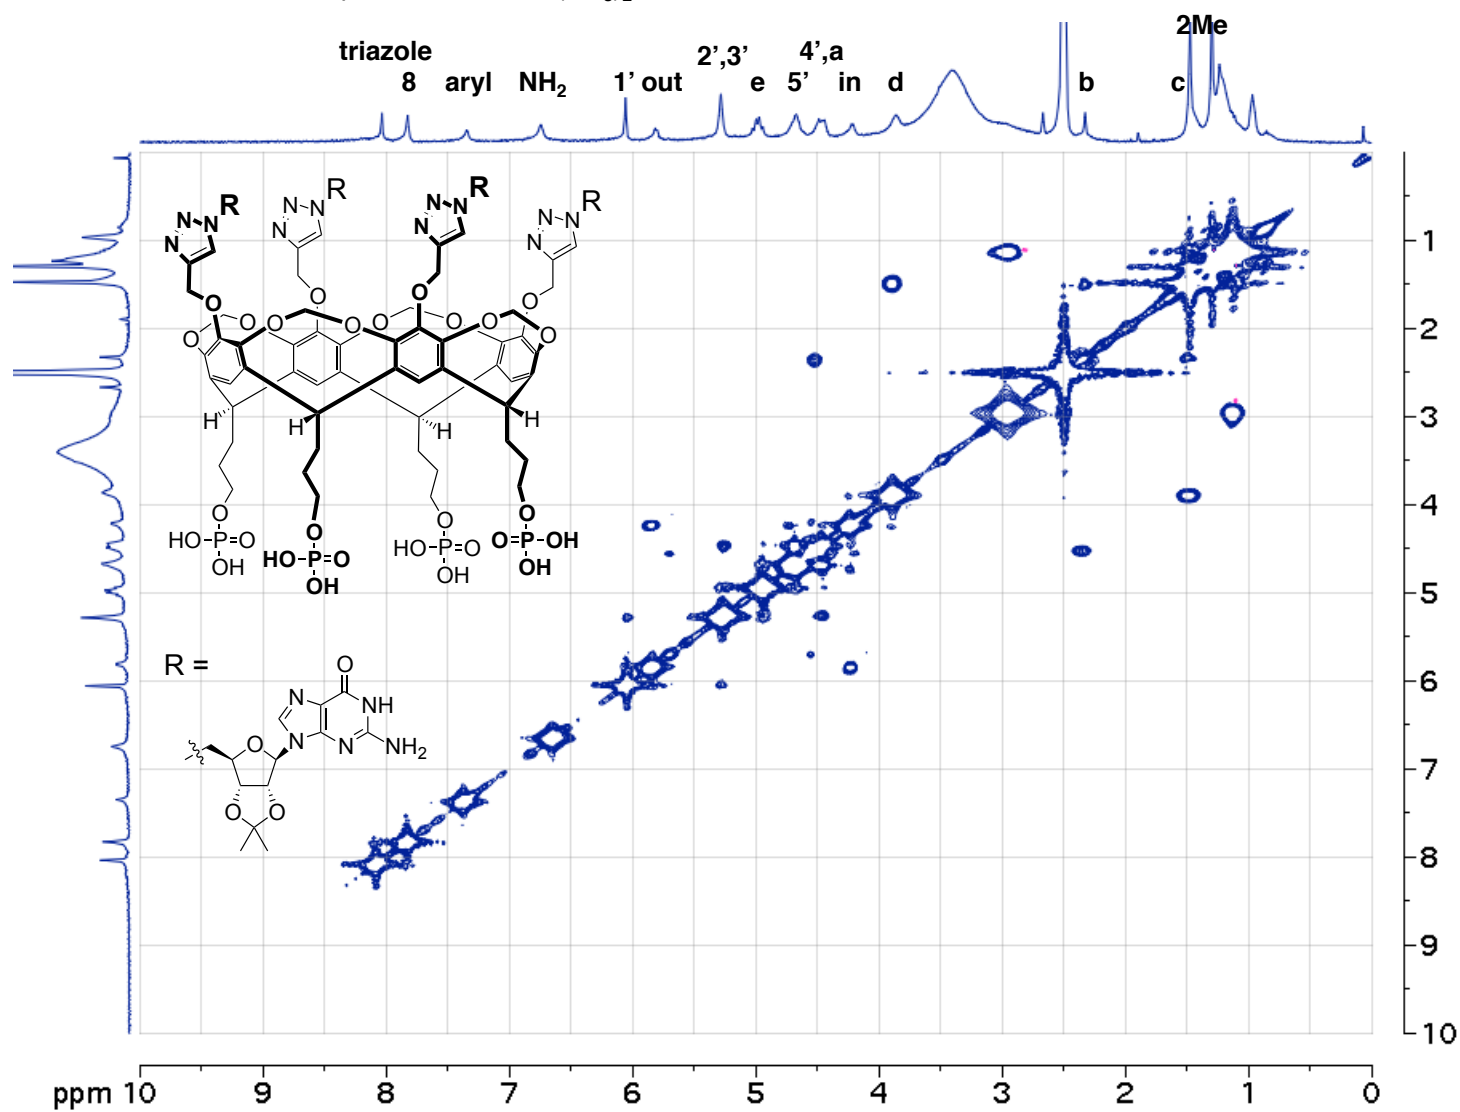 2Me
triazole 2',3' 4',a
8 aryl NH₂ 1' out e 5' in d b c
R R R R
N N N N N N N N
N N N N
O O O O
O O O O O O O O
H H H H
O O O O
HO-P=O HO-P=O HO-P=O O=P-OH
OH OH OH OH
R =
O
N NH
O N N NH₂
O O
1
2
3
4
5
6
7
8
9
10
ppm 10 9 8 7 6 5 4 3 2 1 0